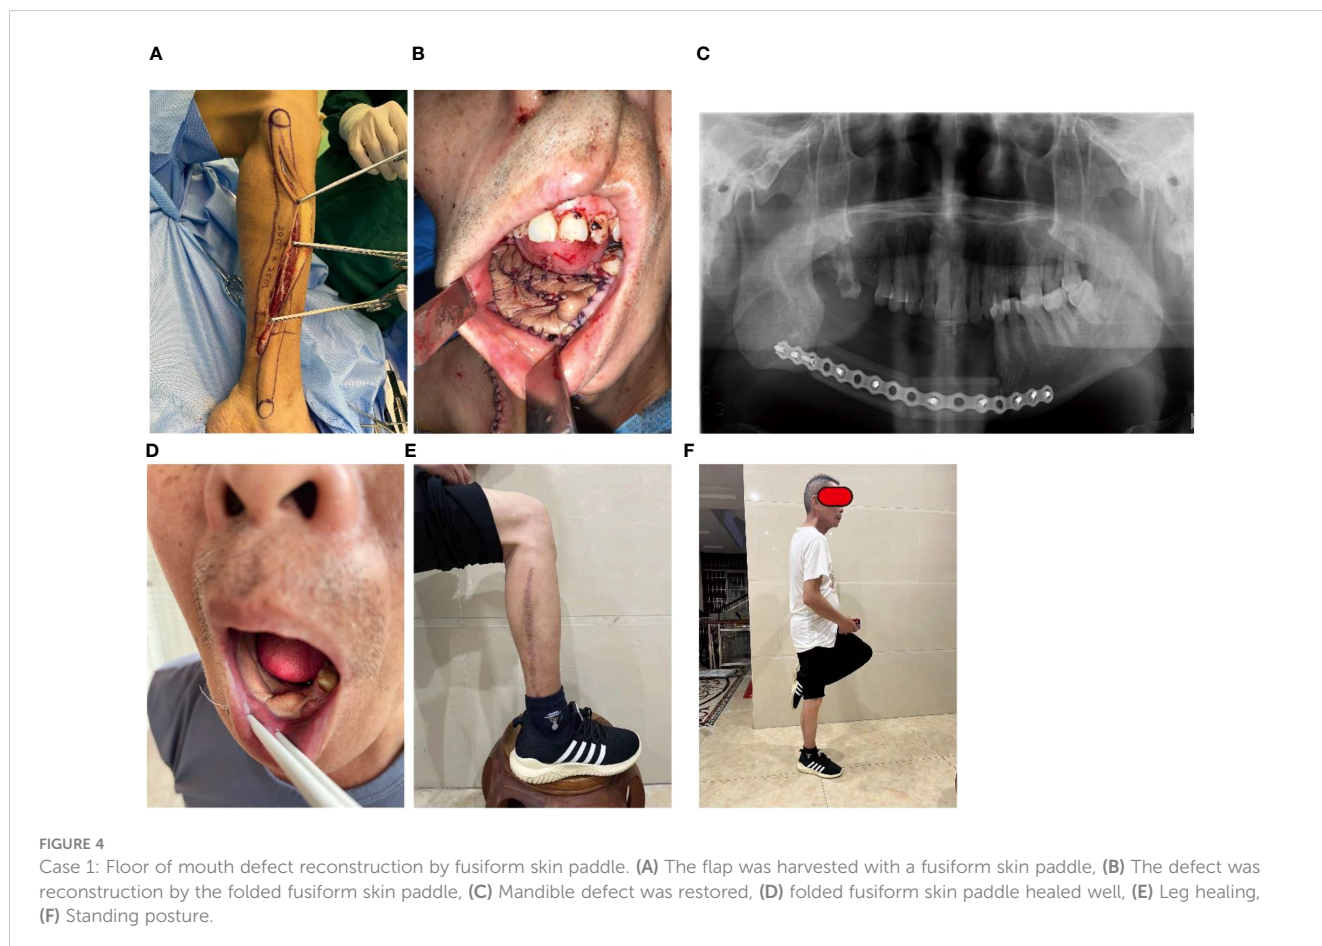 A
B
C
D
E
F
FIGURE 4
Case 1: Floor of mouth defect reconstruction by fusiform skin paddle. (A) The flap was harvested with a fusiform skin paddle, (B) The defect was
reconstruction by the folded fusiform skin paddle, (C) Mandible defect was restored, (D) folded fusiform skin paddle healed well, (E) Leg healing,
(F) Standing posture.